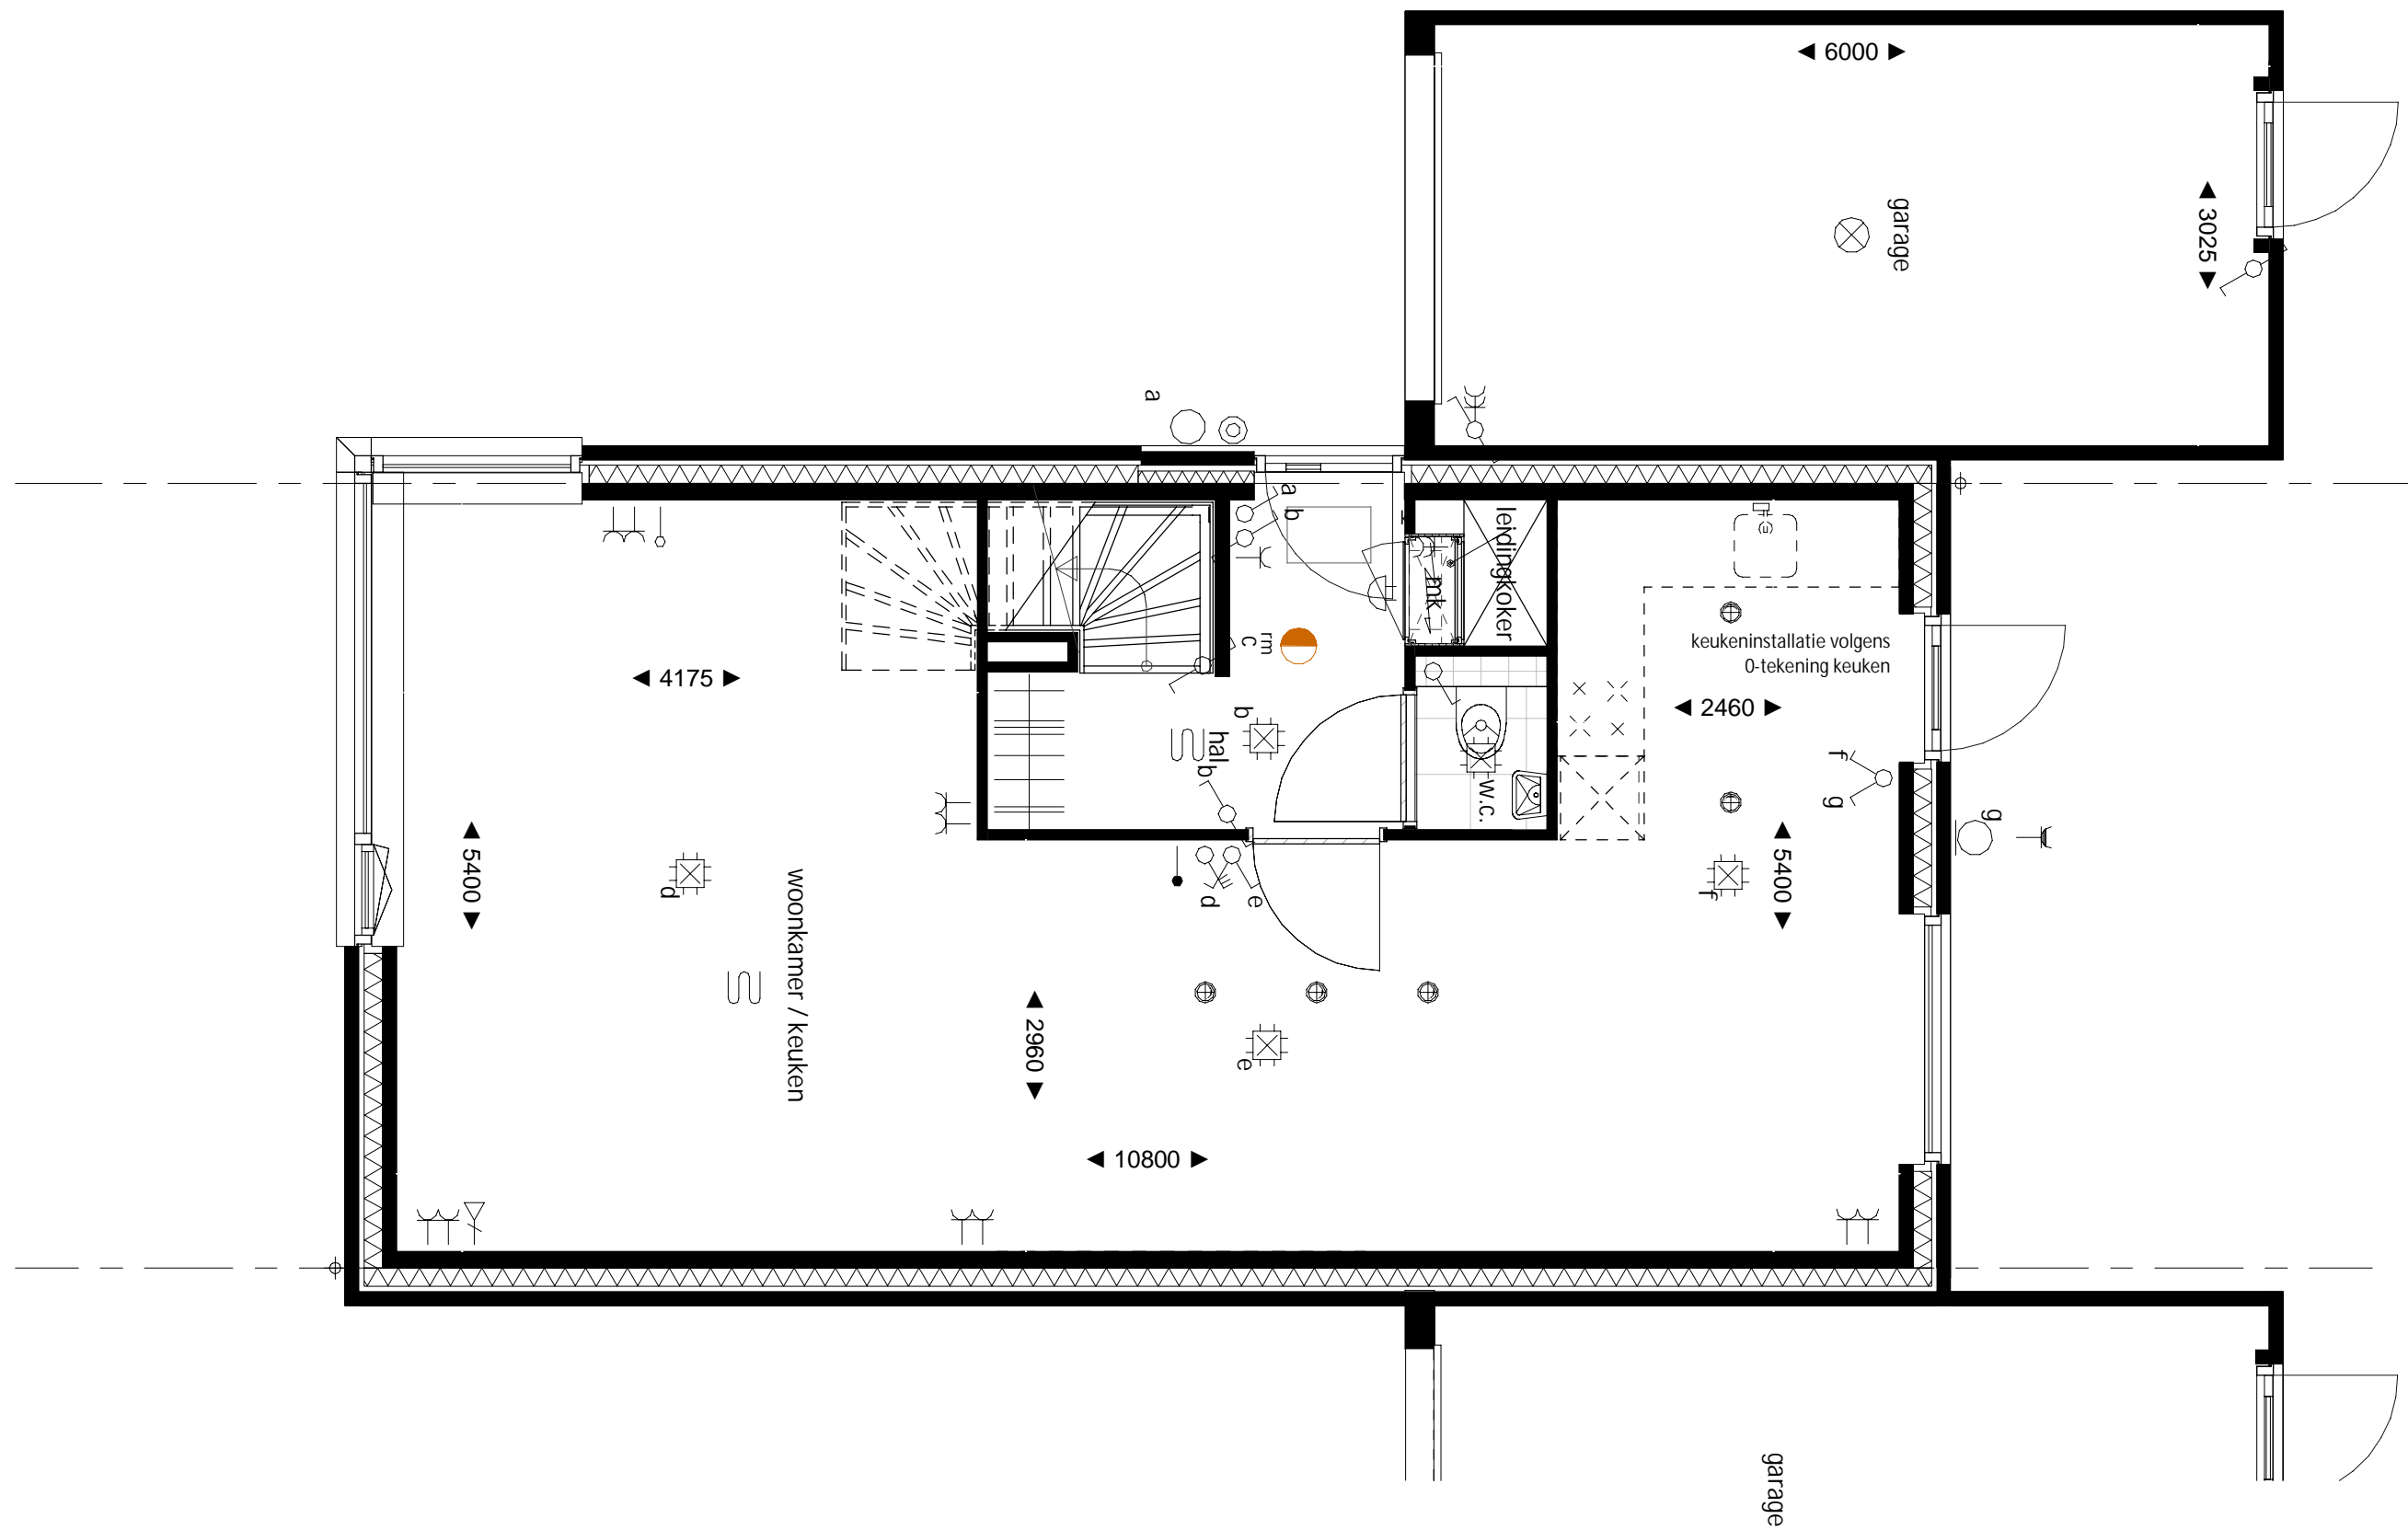 ◄ 6000 ►
garage
◄ 3025 ►
a
a
b
leidingkoker
mk
rm
c
keukeninstallatie volgens
0-tekening keuken
◄ 4175 ►
◄ 2460 ►
b
hal
b
w.c.
f
g
g
◄ 5400 ►
d
woonkamer / keuken
d
e
f
◄ 5400 ►
◄ 2960 ►
e
◄ 10800 ►
garage